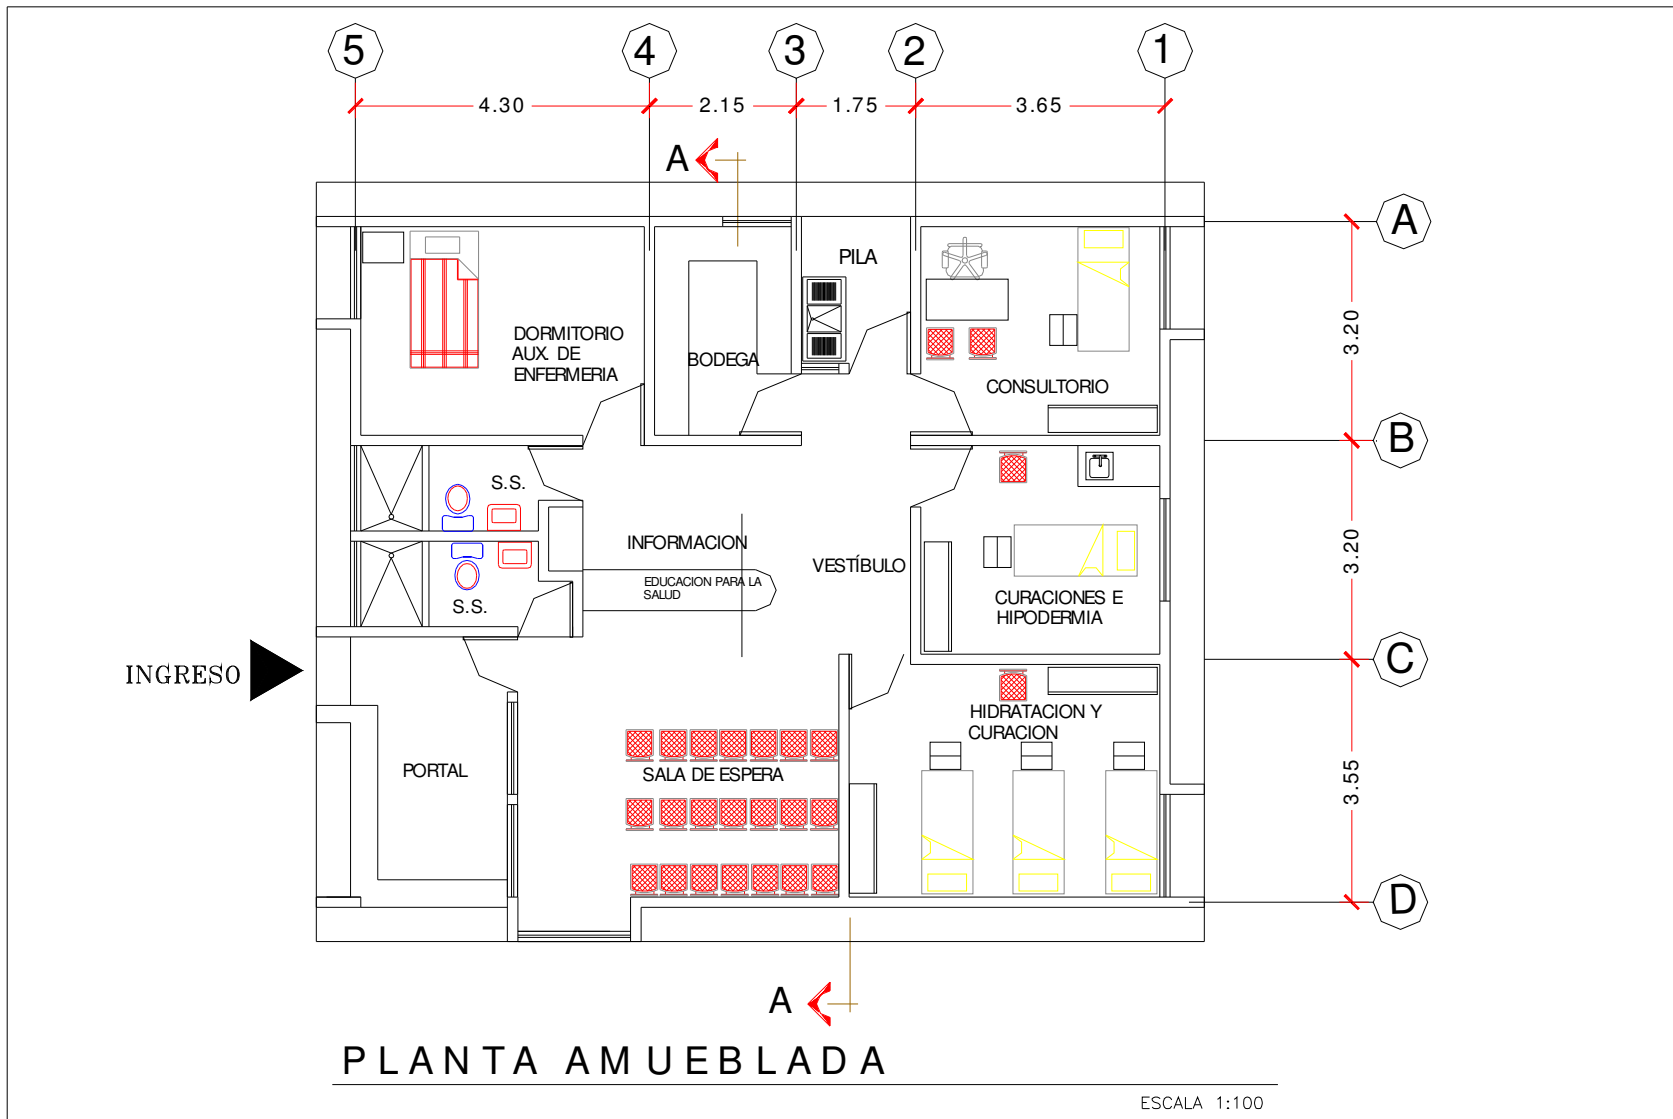 5 4 3 2 1
4.30 2.15 1.75 3.65
A
A
PILA
DORMITORIO
AUX. DE
ENFERMERIA
BODEGA
CONSULTORIO
3.20
B
S.S.
INFORMACION
EDUCACION PARA LA
SALUD
VESTÍBULO
CURACIONES E
HIPODERMIA
3.20
S.S.
C
INGRESO
HIDRATACION Y
CURACION
PORTAL
SALA DE ESPERA
3.55
D
A
PLANTA AMUEBLADA
ESCALA 1:100